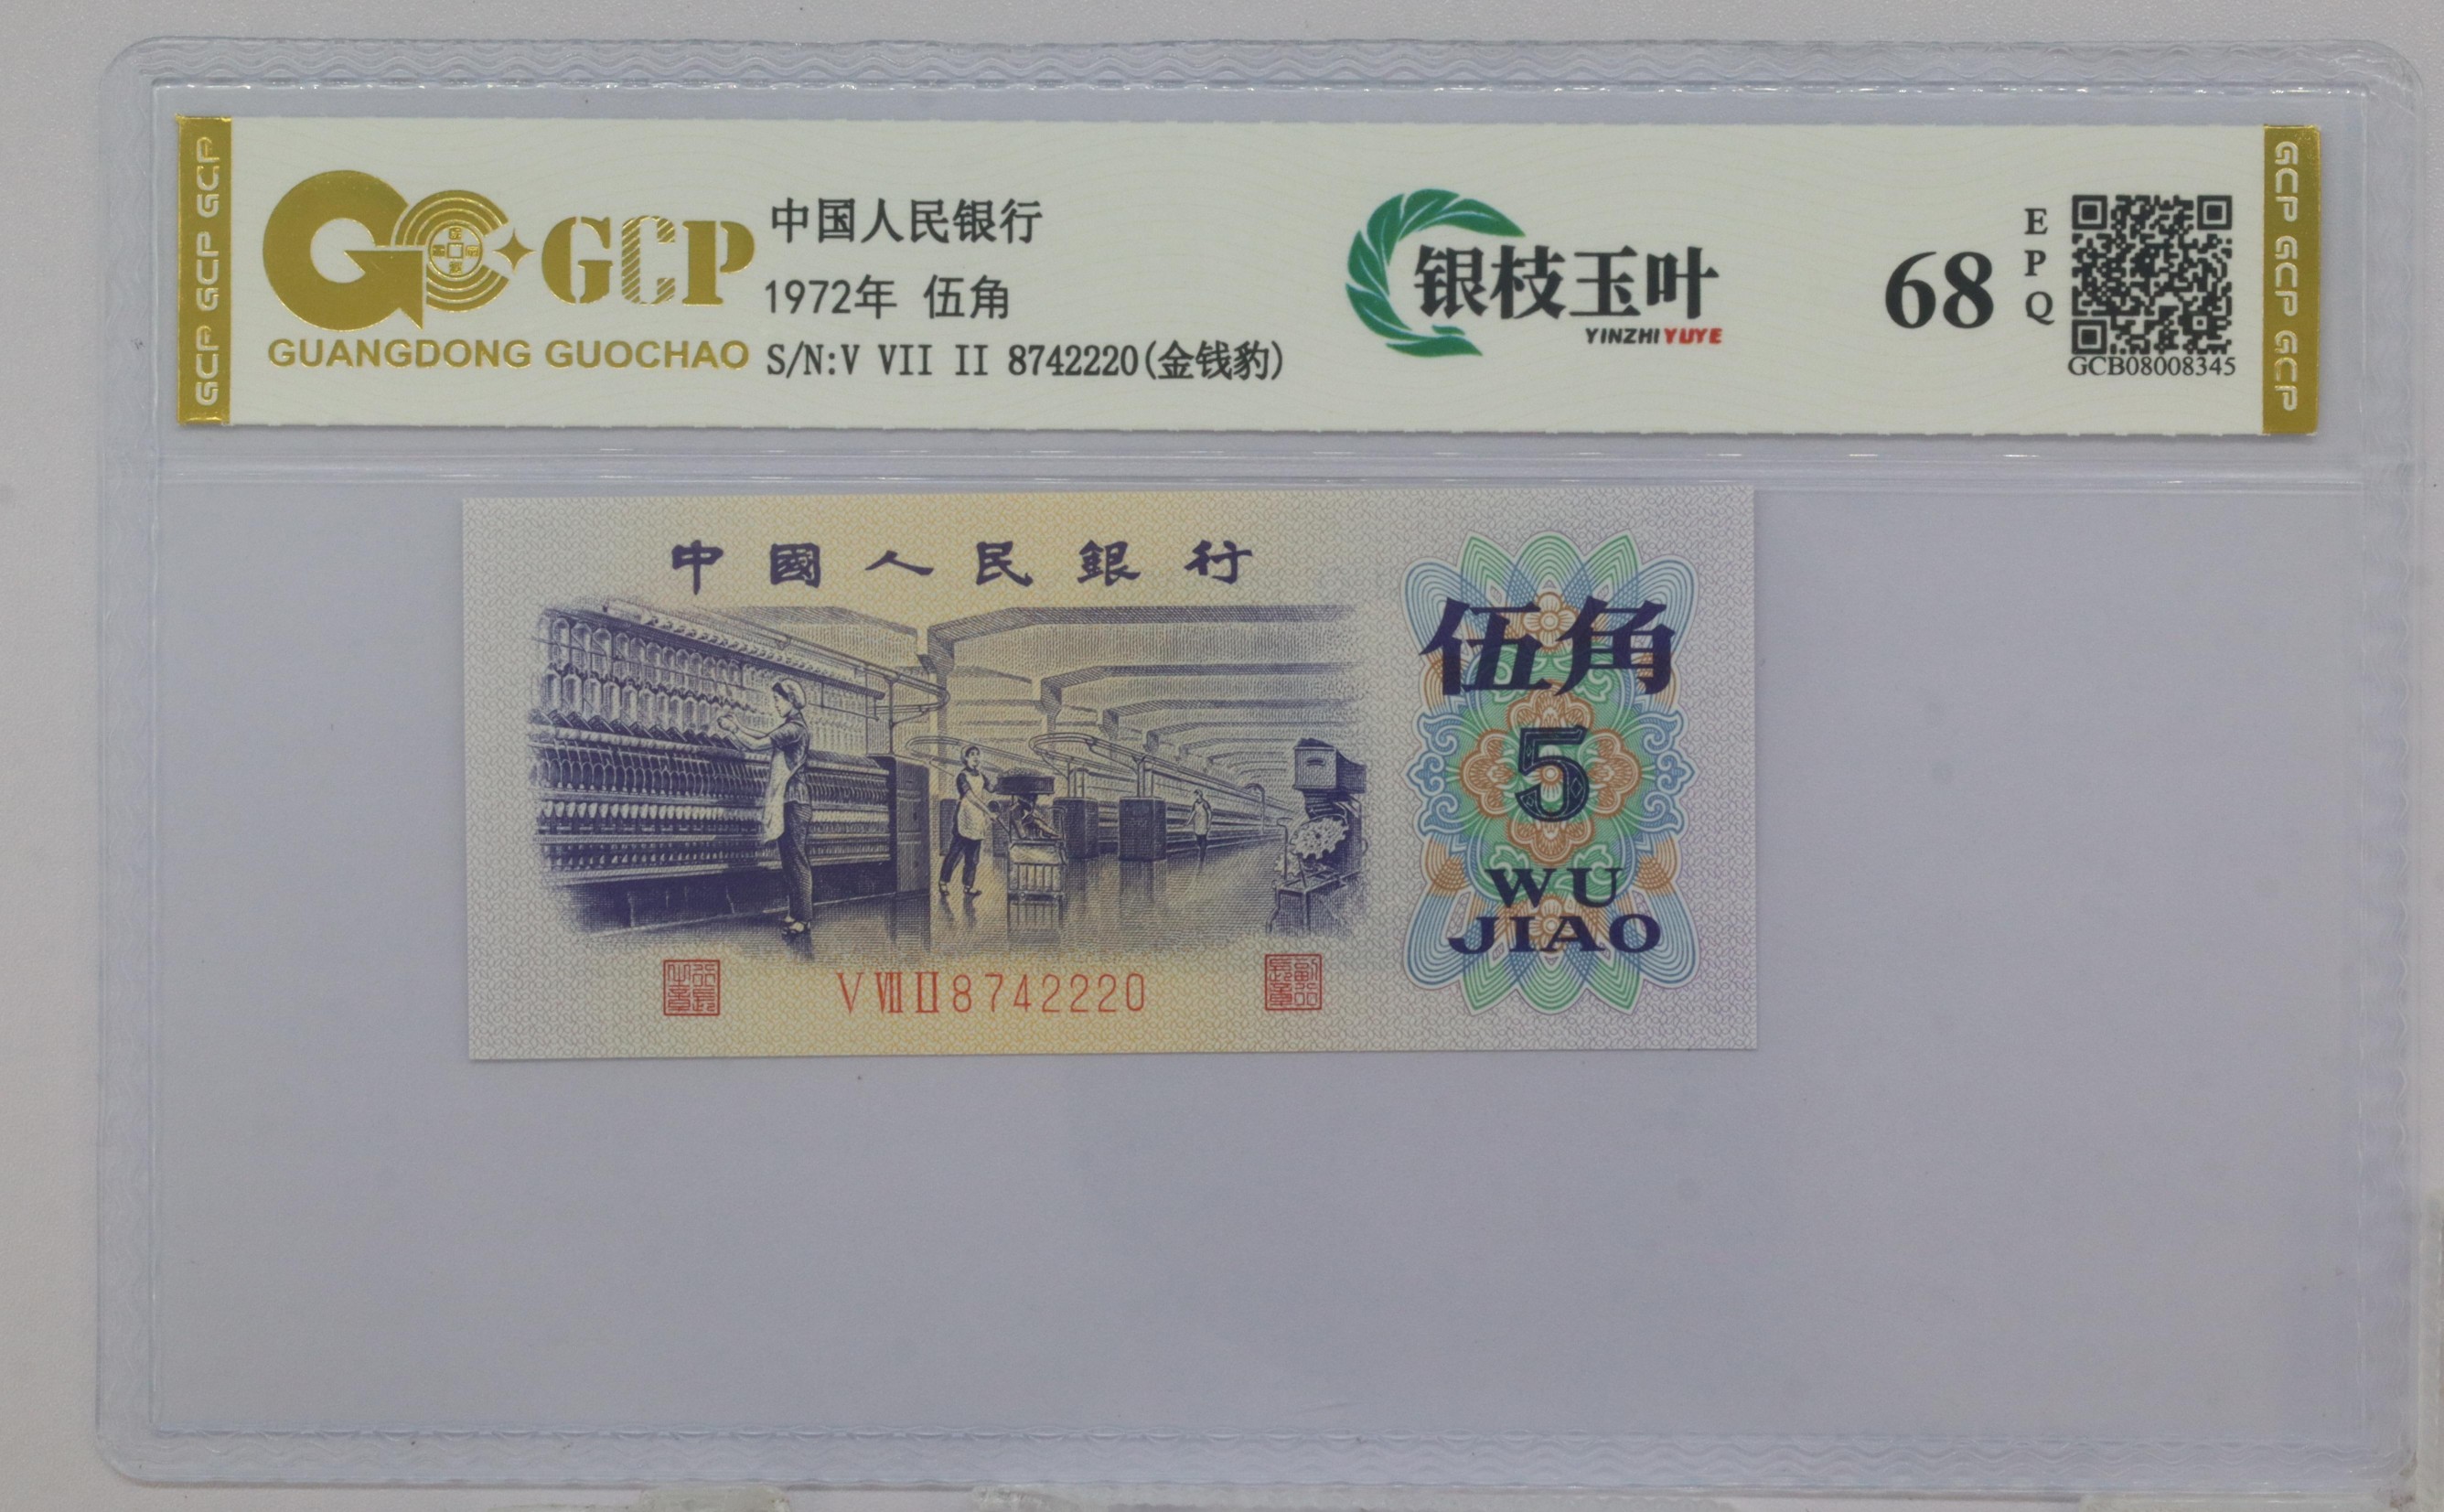 GCP GCP GCP
GCP
GUANGDONG GUOCHAO
中国人民银行
1972年 伍角
S/N:V VII II 8742220(金钱豹)
银枝玉叶
YINZHIYUYE
68
EPQ
GCB08008345
GCP GCP GCP
中國人民銀行
伍角
5
WU
JIAO
V VII II 8742220